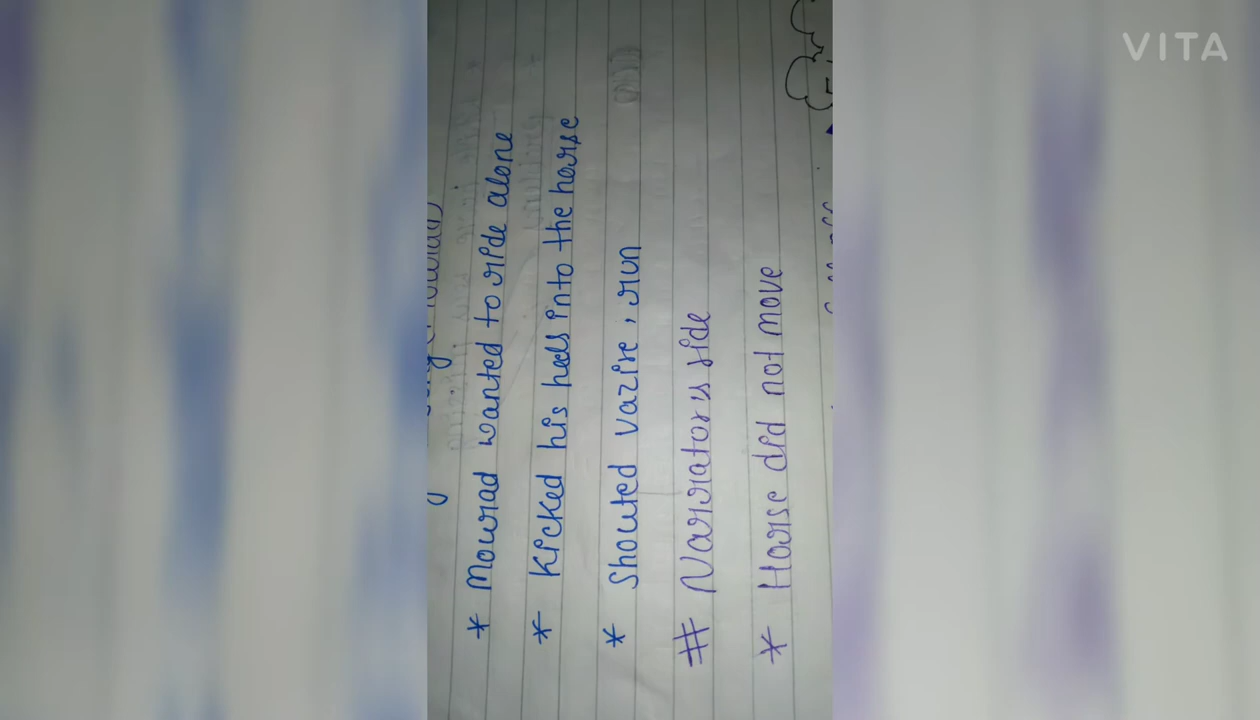 * Mourad wanted to ride alone
* Kicked his heels into the horse
* Shouted vazire, run
# Narrator's side
* Horse did not move
VITA